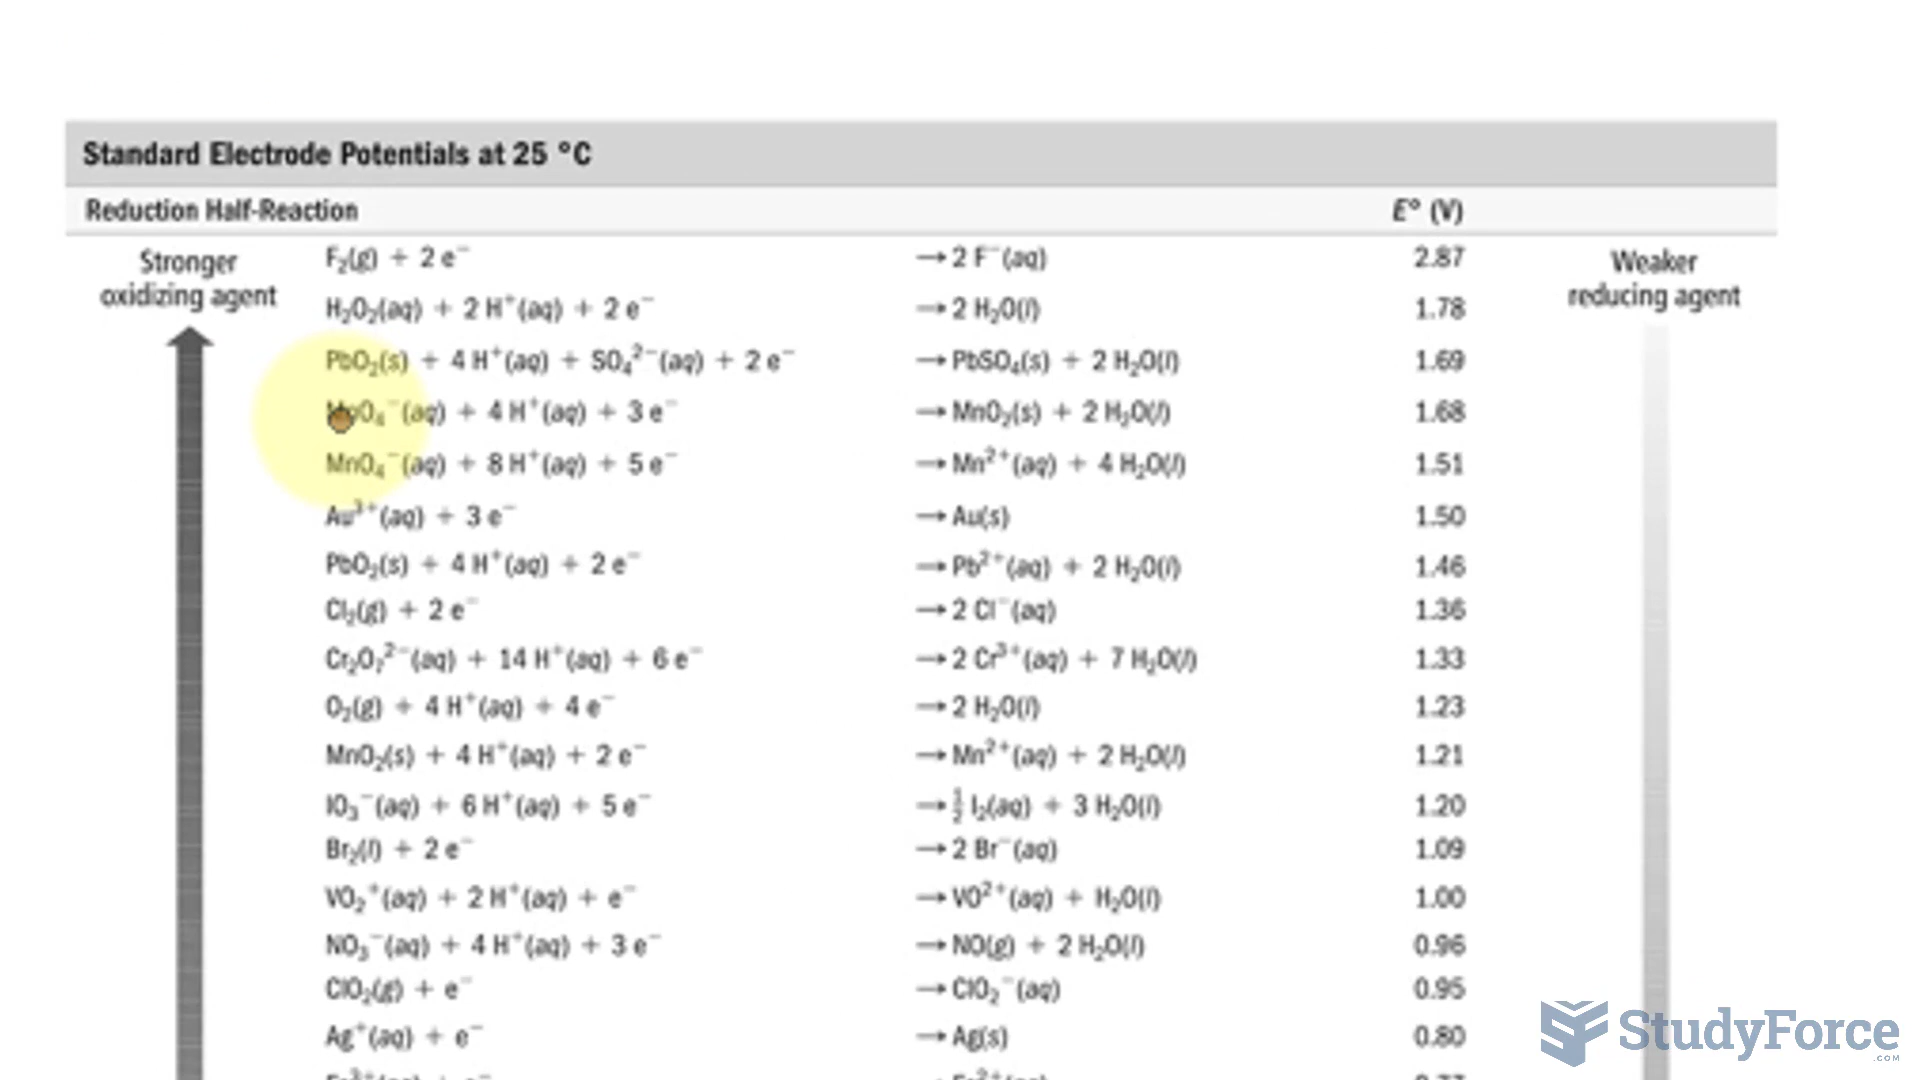 Standard Electrode Potentials at 25 °C
Reduction Half-Reaction E° (V)
Stronger oxidizing agent
Weaker reducing agent
F₂(g) + 2 e⁻ → 2 F⁻(aq) 2.87
H₂O₂(aq) + 2 H⁺(aq) + 2 e⁻ → 2 H₂O(l) 1.78
PbO₂(s) + 4 H⁺(aq) + SO₄²⁻(aq) + 2 e⁻ → PbSO₄(s) + 2 H₂O(l) 1.69
MnO₄⁻(aq) + 4 H⁺(aq) + 3 e⁻ → MnO₂(s) + 2 H₂O(l) 1.68
MnO₄⁻(aq) + 8 H⁺(aq) + 5 e⁻ → Mn²⁺(aq) + 4 H₂O(l) 1.51
Au³⁺(aq) + 3 e⁻ → Au(s) 1.50
PbO₂(s) + 4 H⁺(aq) + 2 e⁻ → Pb²⁺(aq) + 2 H₂O(l) 1.46
Cl₂(g) + 2 e⁻ → 2 Cl⁻(aq) 1.36
Cr₂O₇²⁻(aq) + 14 H⁺(aq) + 6 e⁻ → 2 Cr³⁺(aq) + 7 H₂O(l) 1.33
O₂(g) + 4 H⁺(aq) + 4 e⁻ → 2 H₂O(l) 1.23
MnO₂(s) + 4 H⁺(aq) + 2 e⁻ → Mn²⁺(aq) + 2 H₂O(l) 1.21
IO₃⁻(aq) + 6 H⁺(aq) + 5 e⁻ → ½ I₂(aq) + 3 H₂O(l) 1.20
Br₂(l) + 2 e⁻ → 2 Br⁻(aq) 1.09
VO₂⁺(aq) + 2 H⁺(aq) + e⁻ → VO²⁺(aq) + H₂O(l) 1.00
NO₃⁻(aq) + 4 H⁺(aq) + 3 e⁻ → NO(g) + 2 H₂O(l) 0.96
ClO₂(g) + e⁻ → ClO₂⁻(aq) 0.95
Ag⁺(aq) + e⁻ → Ag(s) 0.80
StudyForce
.COM